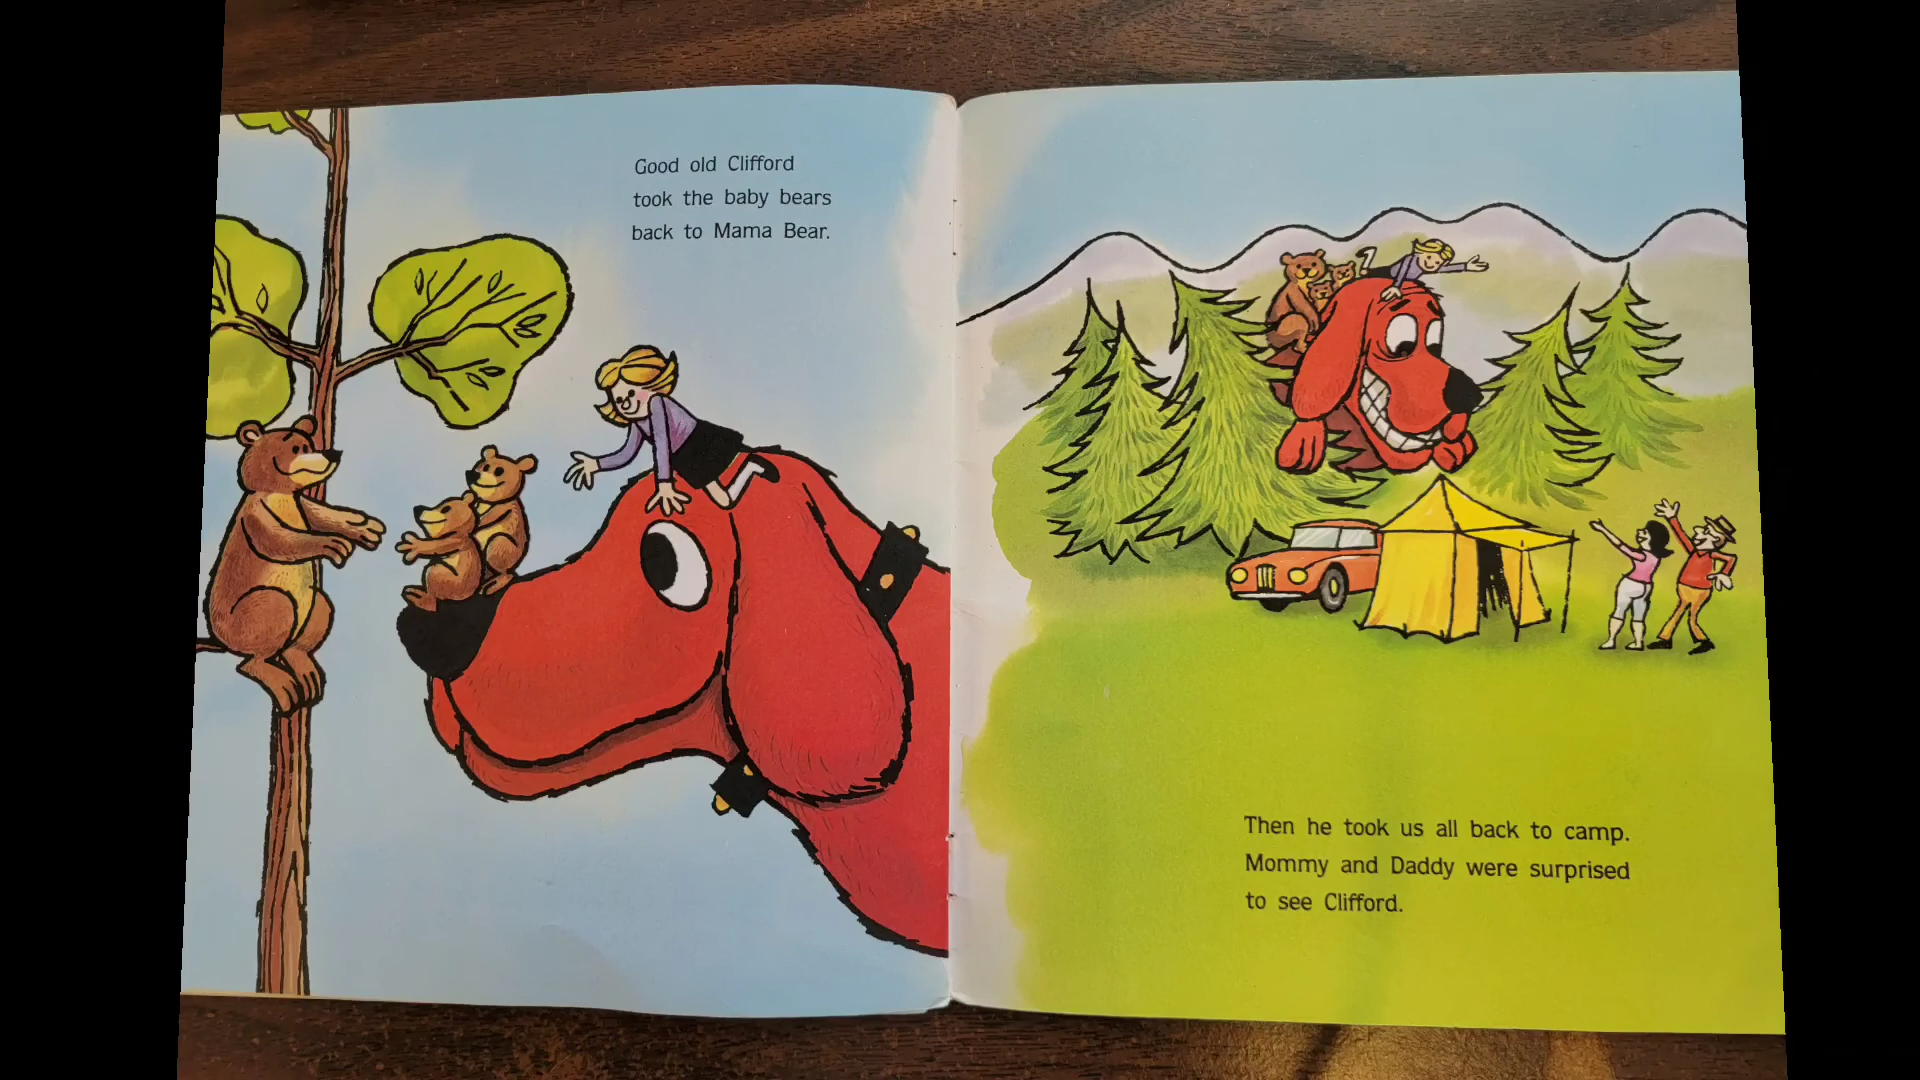 Good old Clifford
took the baby bears
back to Mama Bear.
Then he took us all back to camp.
Mommy and Daddy were surprised
to see Clifford.